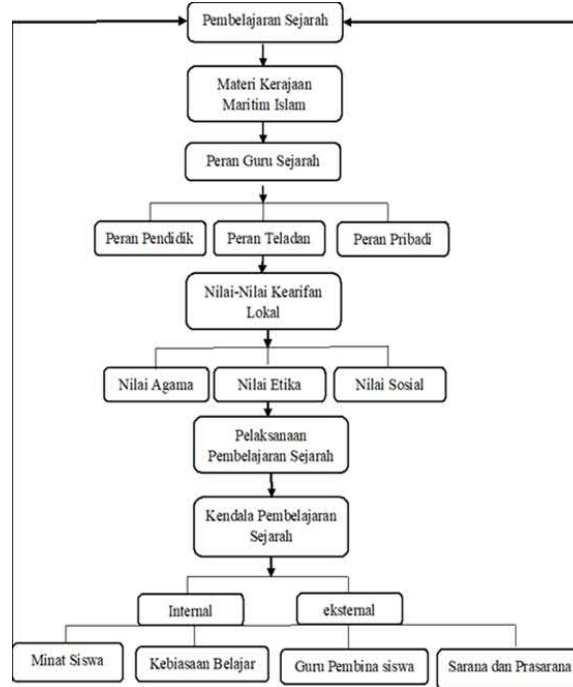 Pembelajaran Sejarah
Materi Kerajaan
Maritim Islam
Peran Guru Sejarah
Peran Pendidik
Peran Teladan
Peran Pribadi
Nilai-Nilai Kearifan
Lokal
Nilai Agama
Nilai Etika
Nilai Sosial
Pelaksanaan
Pembelajaran Sejarah
Kendala Pembelajaran
Sejarah
Internal
eksternal
Minat Siswa
Kebiasaan Belajar
Guru Pembina siswa
Sarana dan Prasarana